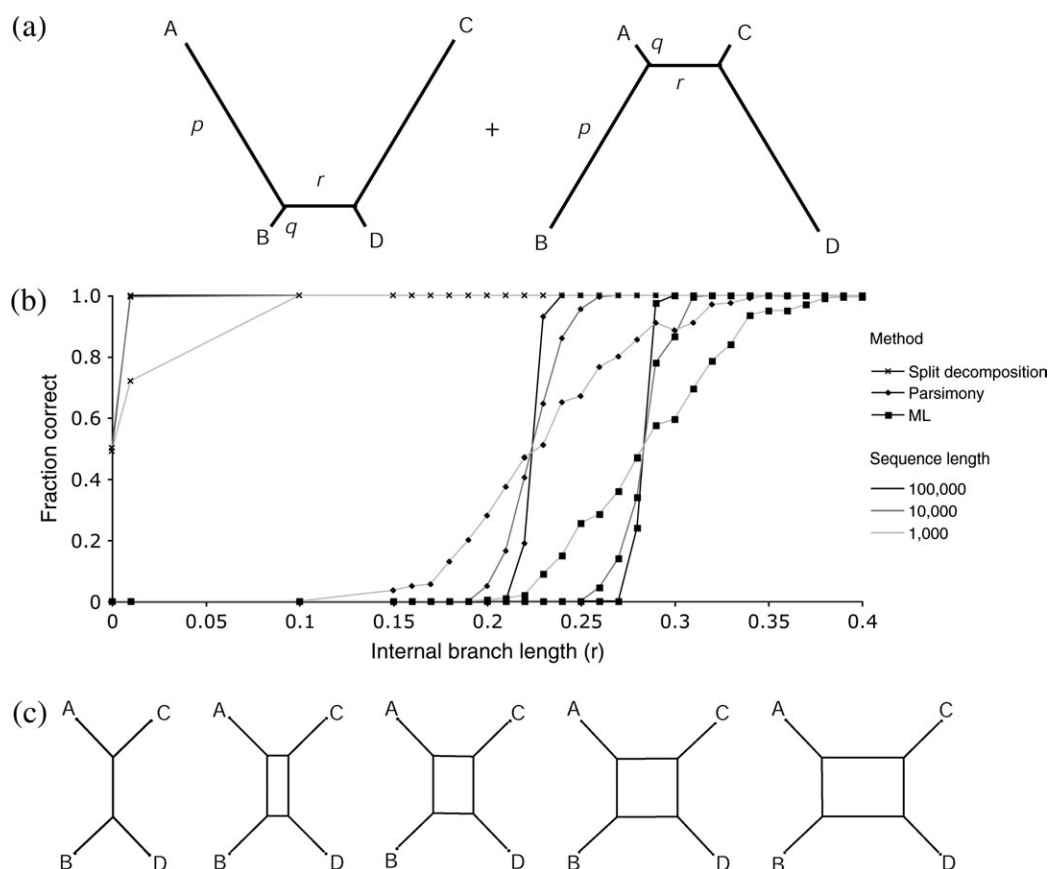 (a)
A
C
A
q
C
r
p
p
+
r
B
q
D
B
D
(b)
1.0
0.8
0.6
0.4
0.2
0
Fraction correct
0
0.05
0.1
0.15
0.2
0.25
0.3
0.35
0.4
Internal branch length (r)
Method
Split decomposition
Parsimony
ML
Sequence length
100,000
10,000
1,000
(c)
A
C
A
C
A
C
A
C
A
C
B
D
B
D
B
D
B
D
B
D